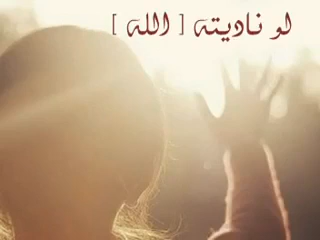 لو ناديته [ الله ]